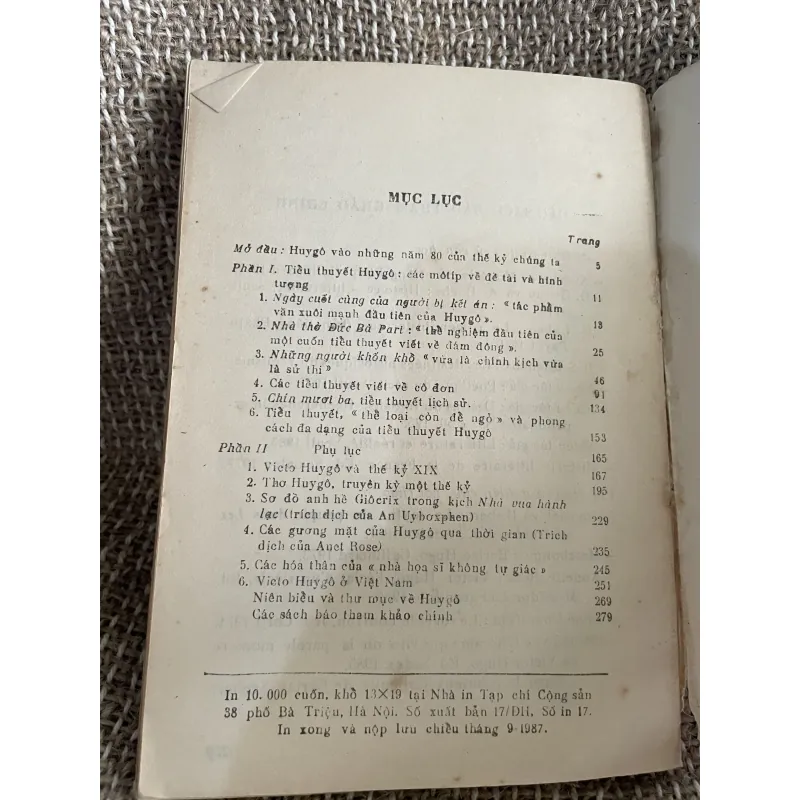 MỤC LỤC
Trang
Mở đầu : Huygô vào những năm 80 của thế kỷ chúng ta 5
Phần I. Tiểu thuyết Huygô : các môtip về đề tài và hình
tượng 11
1. Ngày cuối cùng của người bị kết án : « tác phẩm
văn xuôi mạnh đầu tiên của Huygô ». 13
2. Nhà thờ Đức Bà Pari : « thể nghiệm đầu tiên của
một cuốn tiểu thuyết viết về đám đông ». 25
3. Những người khốn khổ « vừa là chính kịch vừa
là sử thi » 46
4. Các tiểu thuyết viết về cô đơn 91
5. Chín mươi ba, tiểu thuyết lịch sử. 134
6. Tiểu thuyết, « thể loại còn để ngỏ » và phong
cách đa dạng của tiểu thuyết Huygô 153
Phần II Phụ lục 165
1. Victo Huygô và thế kỷ XIX 167
2. Thơ Huygô, truyền kỳ một thế kỷ 195
3. Sơ đồ anh hề Giôcrix trong kịch Nhà vua hành
lạc (trích dịch của An Uybơxphen) 229
4. Các gương mặt của Huygô qua thời gian (Trích
dịch của Anet Rose) 235
5. Các hóa thân của « nhà họa sĩ không tự giác » 245
6. Victo Huygô ở Việt Nam 251
Niên biểu và thư mục về Huygô 269
Các sách báo tham khảo chính 279
In 10.000 cuốn, khổ 13×19 tại Nhà in Tạp chí Cộng sản
38 phố Bà Triệu, Hà Nội. Số xuất bản 17/ĐH, Số in 17.
In xong và nộp lưu chiểu tháng 9-1987.